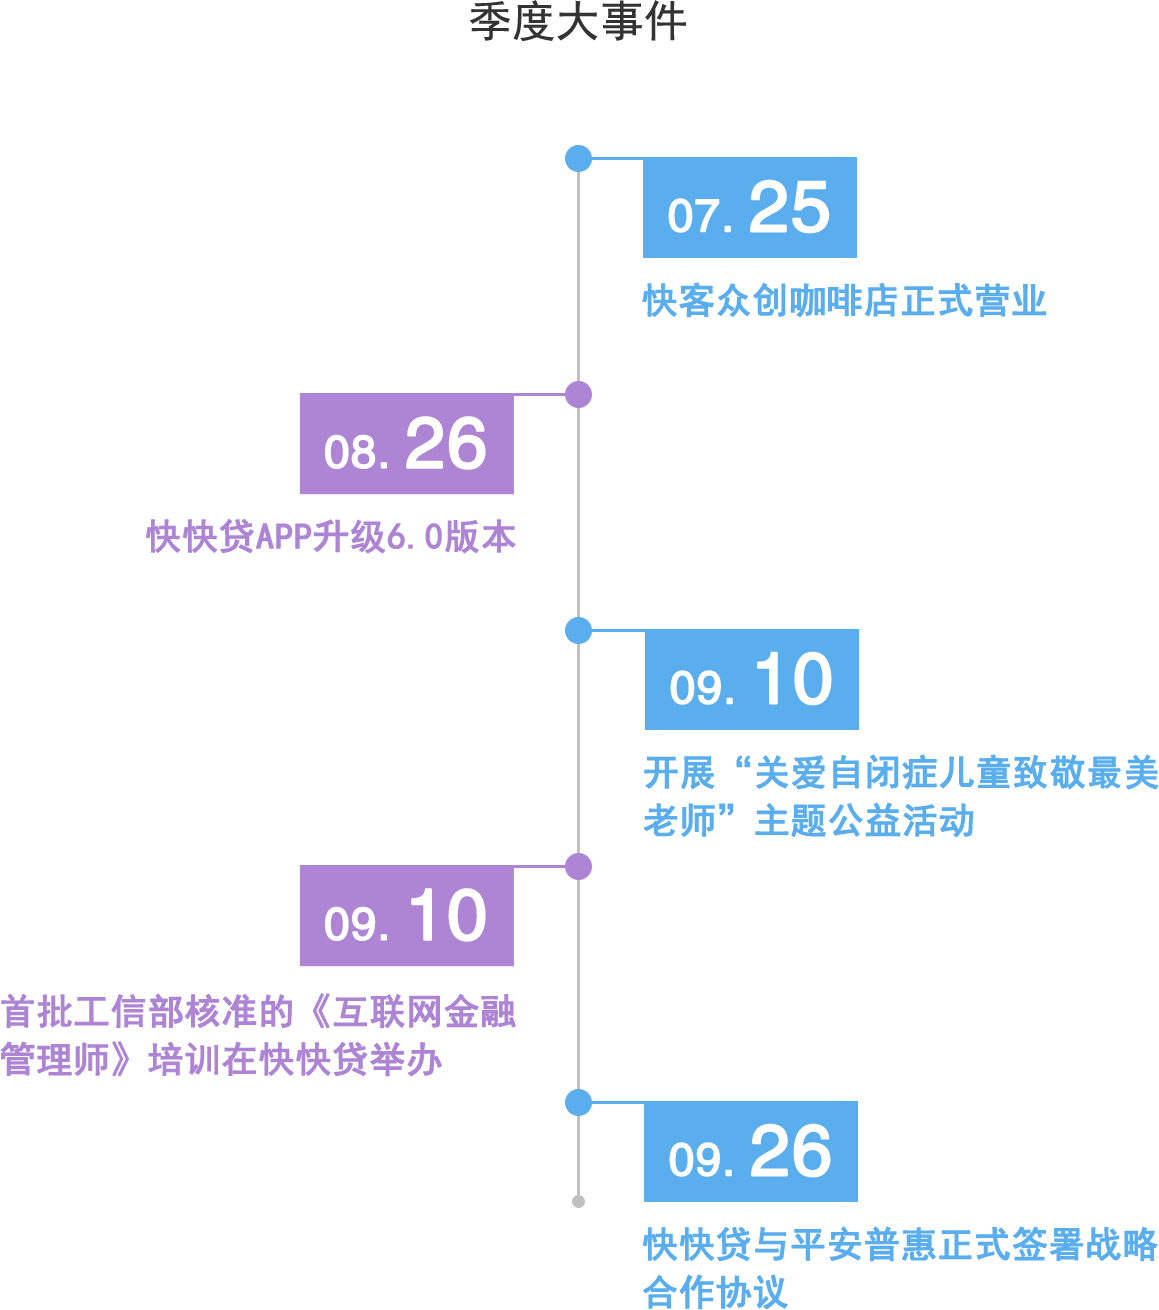 季度大事件
07. 25
快客众创咖啡店正式营业
08. 26
快快贷APP升级6.0版本
09. 10
开展“关爱自闭症儿童致敬最美
老师”主题公益活动
09. 10
首批工信部核准的《互联网金融
管理师》培训在快快贷举办
09. 26
快快贷与平安普惠正式签署战略
合作协议